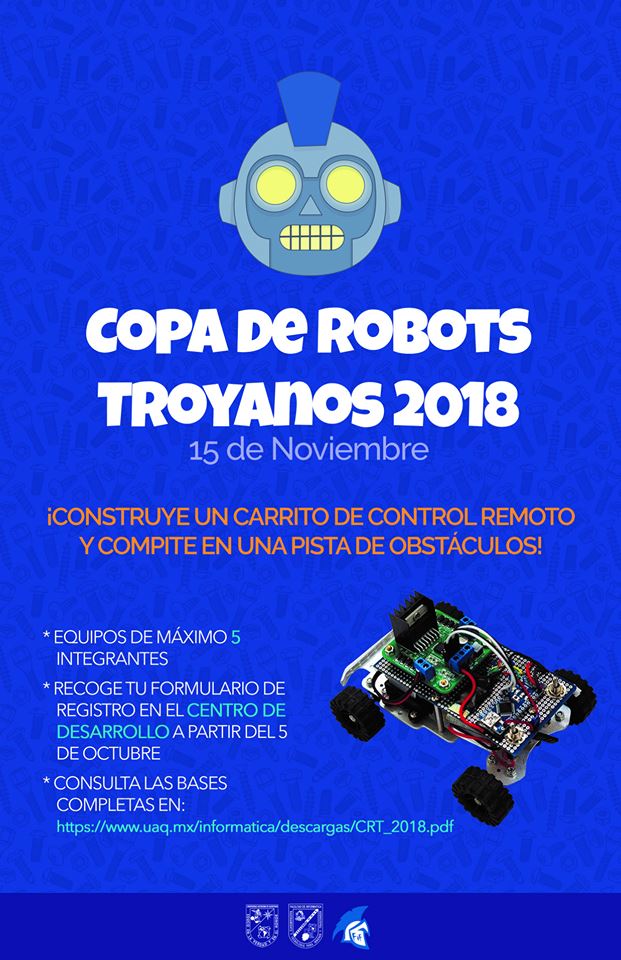 COPA DE ROBOTS
TROYANOS 2018
15 de Noviembre
¡CONSTRUYE UN CARRITO DE CONTROL REMOTO
Y COMPITE EN UNA PISTA DE OBSTÁCULOS!
* EQUIPOS DE MÁXIMO 5
INTEGRANTES
* RECOGE TU FORMULARIO DE
REGISTRO EN EL CENTRO DE
DESARROLLO A PARTIR DEL 5
DE OCTUBRE
* CONSULTA LAS BASES
COMPLETAS EN:
https://www.uaq.mx/informatica/descargas/CRT_2018.pdf